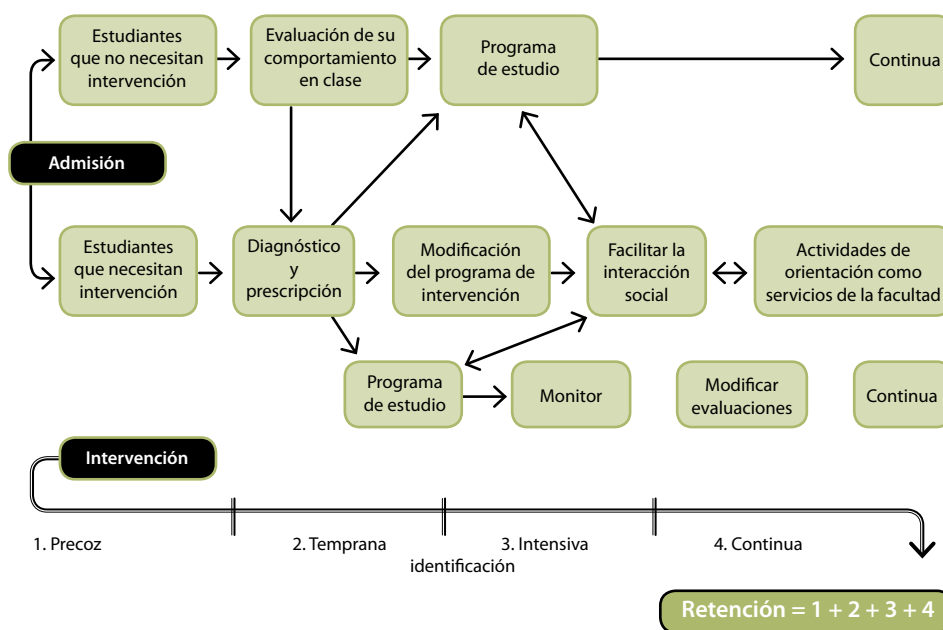 Estudiantes
que no necesitan
intervención
Evaluación de su
comportamiento
en clase
Programa
de estudio
Continua
Admisión
Estudiantes
que necesitan
intervención
Diagnóstico
y
prescripción
Modificación
del programa de
intervención
Facilitar la
interacción
social
Actividades de
orientación como
servicios de la facultad
Programa
de estudio
Monitor
Modificar
evaluaciones
Continua
Intervención
1. Precoz
2. Temprana
3. Intensiva
4. Continua
identificación
Retención = 1 + 2 + 3 + 4